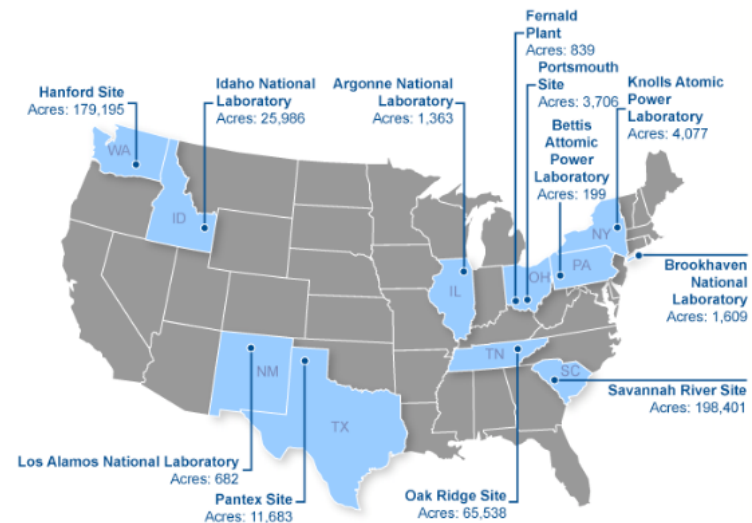 Fernald
Plant
Acres: 839
Portsmouth
Site
Acres: 3,706
Hanford Site
Acres: 179,195
Idaho National
Laboratory
Acres: 25,986
Argonne National
Laboratory
Acres: 1,363
Bettis
Attomic
Power
Laboratory
Acres: 199
Knolls Atomic
Power
Laboratory
Acres: 4,077
WA
ID
IL
OH
PA
NY
Brookhaven
National
Laboratory
Acres: 1,609
TN
SC
NM
TX
Savannah River Site
Acres: 198,401
Los Alamos National Laboratory
Acres: 682
Pantex Site
Acres: 11,683
Oak Ridge Site
Acres: 65,538